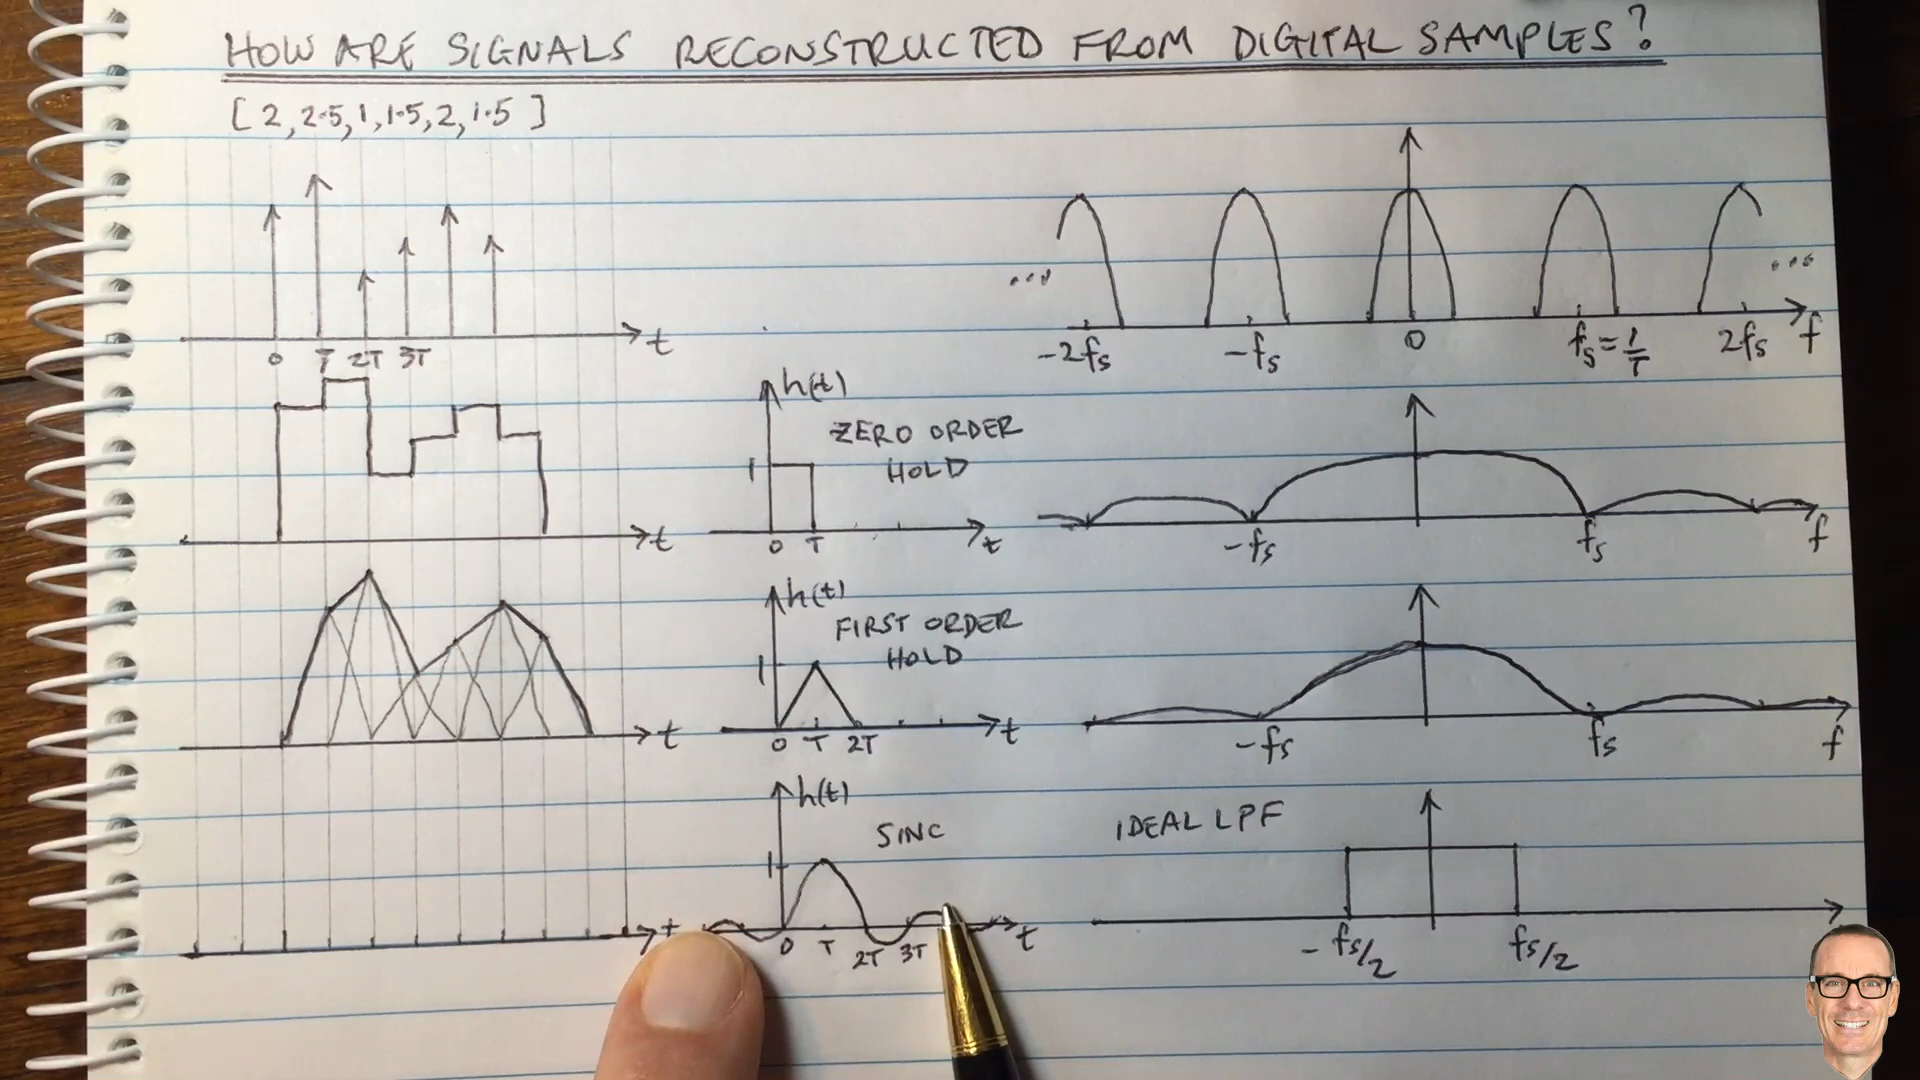 HOW ARE SIGNALS RECONSTRUCTED FROM DIGITAL SAMPLES?
[ 2, 2.5, 1, 1.5, 2, 1.5 ]
0 T 2T 3T t
... ...
-2fs -fs 0 fs = 1/T 2fs f
h(t)
ZERO ORDER
HOLD
1
0 T t
t
-fs fs f
h(t)
FIRST ORDER
HOLD
1
0 T 2T t
t
-fs fs f
h(t)
SINC
1
0 T 2T 3T t
t
IDEAL LPF
-fs/2 fs/2